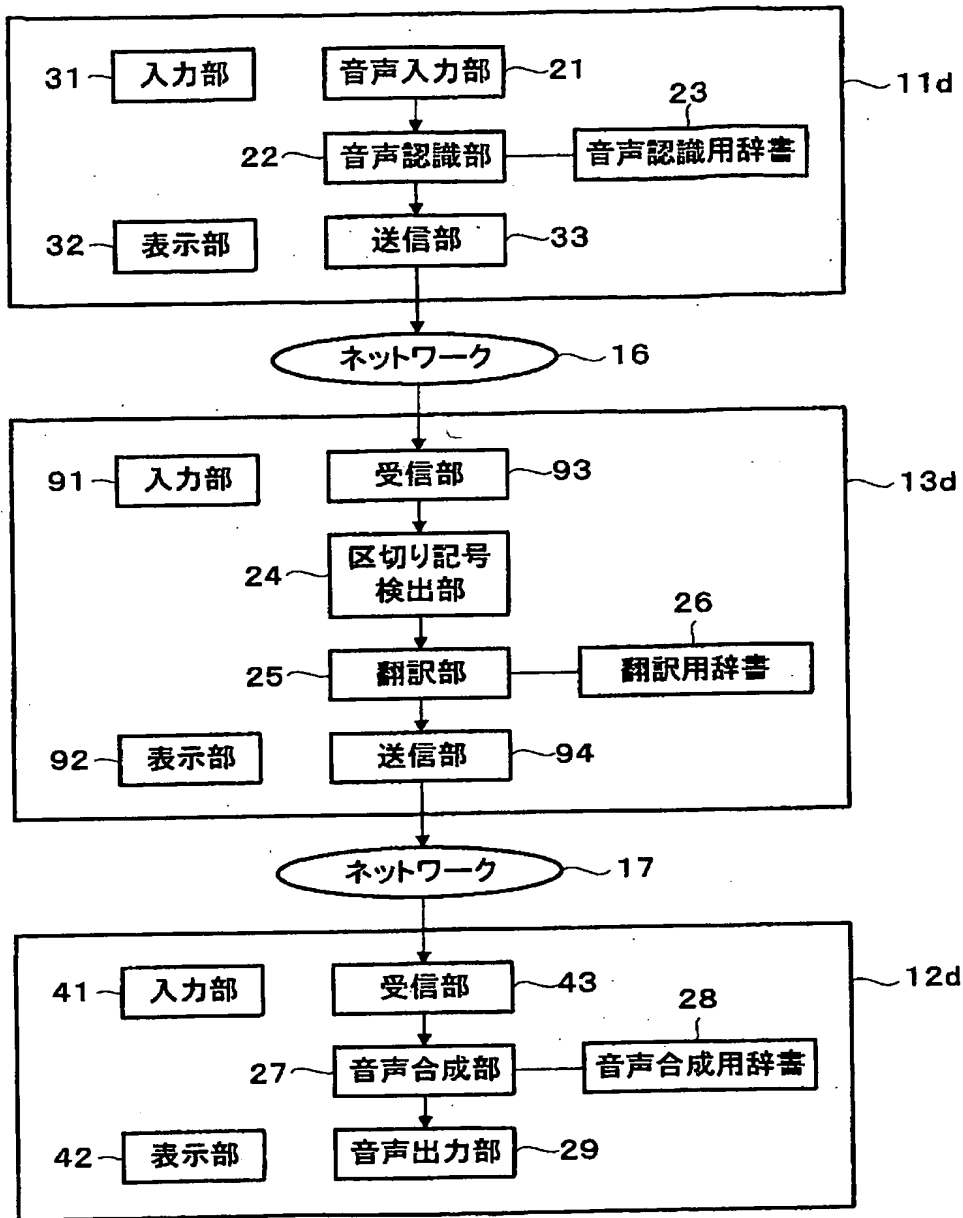 31 入力部 音声入力部 21 11d
23
22 音声認識部 音声認識用辞書
32 表示部 送信部 33
ネットワーク 16
91 入力部 受信部 93 13d
区切り記号
24 検出部
26
25 翻訳部 翻訳用辞書
92 表示部 送信部 94
ネットワーク 17
41 入力部 受信部 43 12d
28
27 音声合成部 音声合成用辞書
42 表示部 音声出力部 29